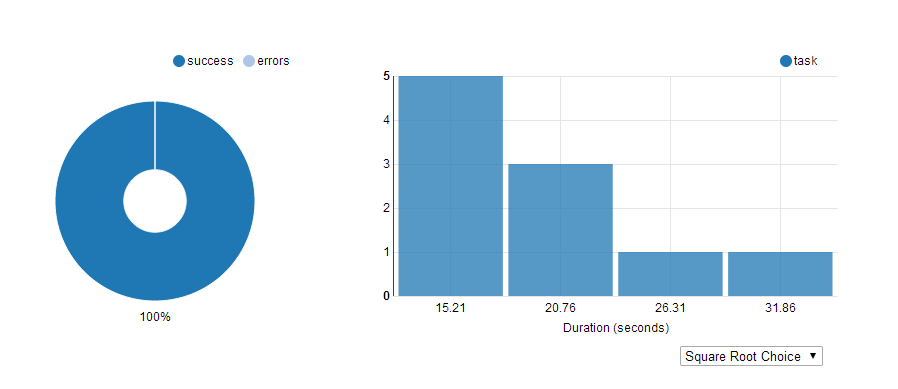 success errors
task
5
4
3
2
1
0
15.21 20.76 26.31 31.86
100%
Duration (seconds)
Square Root Choice